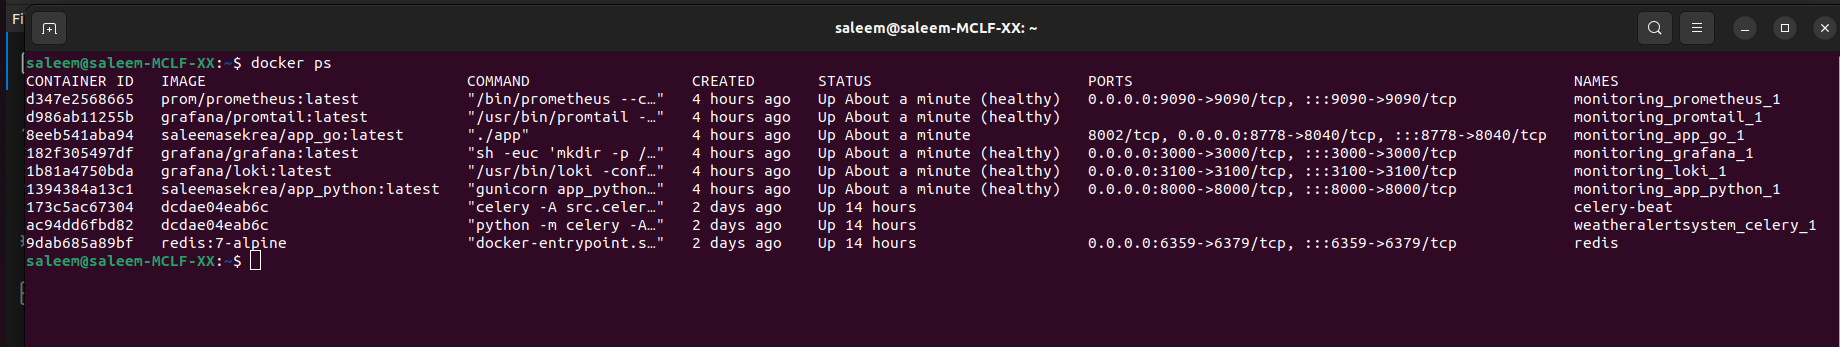 Fi
saleem@saleem-MCLF-XX: ~
saleem@saleem-MCLF-XX:~$ docker ps
CONTAINER ID   IMAGE                             COMMAND                  CREATED       STATUS                        PORTS                                                 NAMES
d347e2568665   prom/prometheus:latest            "/bin/prometheus --c…"   4 hours ago   Up About a minute (healthy)   0.0.0.0:9090->9090/tcp, :::9090->9090/tcp             monitoring_prometheus_1
d986ab11255b   grafana/promtail:latest           "/usr/bin/promtail -…"   4 hours ago   Up About a minute (healthy)                                                         monitoring_promtail_1
8eeb541aba94   saleemasekrea/app_go:latest       "./app"                  4 hours ago   Up About a minute             8002/tcp, 0.0.0.0:8778->8040/tcp, :::8778->8040/tcp   monitoring_app_go_1
182f305497df   grafana/grafana:latest            "sh -euc 'mkdir -p /…"   4 hours ago   Up About a minute (healthy)   0.0.0.0:3000->3000/tcp, :::3000->3000/tcp             monitoring_grafana_1
1b81a4750bda   grafana/loki:latest               "/usr/bin/loki -conf…"   4 hours ago   Up About a minute (healthy)   0.0.0.0:3100->3100/tcp, :::3100->3100/tcp             monitoring_loki_1
1394384a13c1   saleemasekrea/app_python:latest   "gunicorn app_python…"   4 hours ago   Up About a minute (healthy)   0.0.0.0:8000->8000/tcp, :::8000->8000/tcp             monitoring_app_python_1
173c5ac67304   dcdae04eab6c                      "celery -A src.celer…"   2 days ago    Up 14 hours                                                                         celery-beat
ac94dd6fbd82   dcdae04eab6c                      "python -m celery -A…"   2 days ago    Up 14 hours                                                                         weatheralertsystem_celery_1
9dab685a89bf   redis:7-alpine                    "docker-entrypoint.s…"   2 days ago    Up 14 hours                   0.0.0.0:6359->6379/tcp, :::6359->6379/tcp             redis
saleem@saleem-MCLF-XX:~$